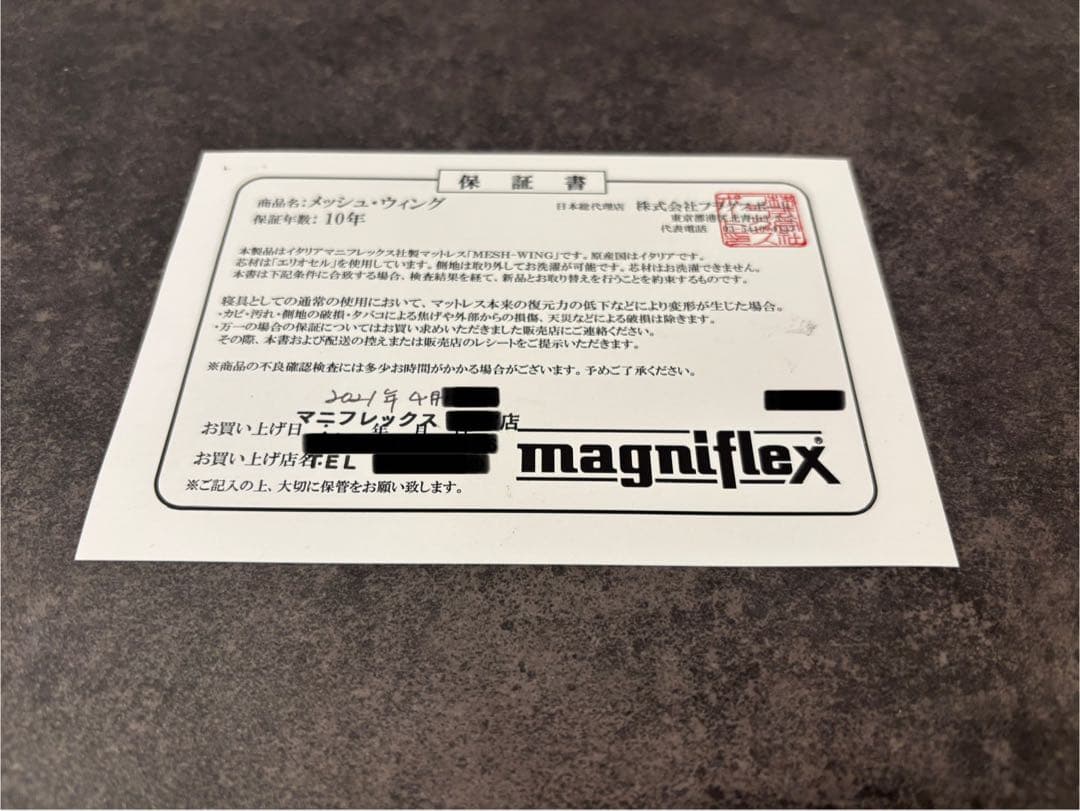 保証書
商品名:メッシュ・ウィング
保証年数:10年
日本総代理店 株式会社フラグスポート
東京都港区北青山
代表電話
本製品はイタリアマニフレックス社製マットレス「MESH-WING」です。原産国はイタリアです。
芯材は「エリオセル」を使用しています。側地は取り外してお洗濯が可能です。芯材はお洗濯できません。
本書は下記条件に合致する場合、検査結果を経て、新品とお取り替えを行うことを約束するものです。
寝具としての通常の使用において、マットレス本来の復元力の低下などにより変形が生じた場合。
・カビ・汚れ・側地の破損・タバコによる焦げや外部からの損傷、天災などによる破損は除きます。
・万一の場合の保証についてはお買い求めいただきました販売店にご連絡ください。
その際、本書および配送の控えまたは販売店のレシートをご提示いただきます。
※商品の不良確認検査には多少お時間がかかる場合がございます。予めご了承ください。
2021年4月
マニフレックス 店
お買い上げ日: 年 月 日
お買い上げ店名:
TEL
※ご記入の上、大切に保管をお願い致します。
magniflex®